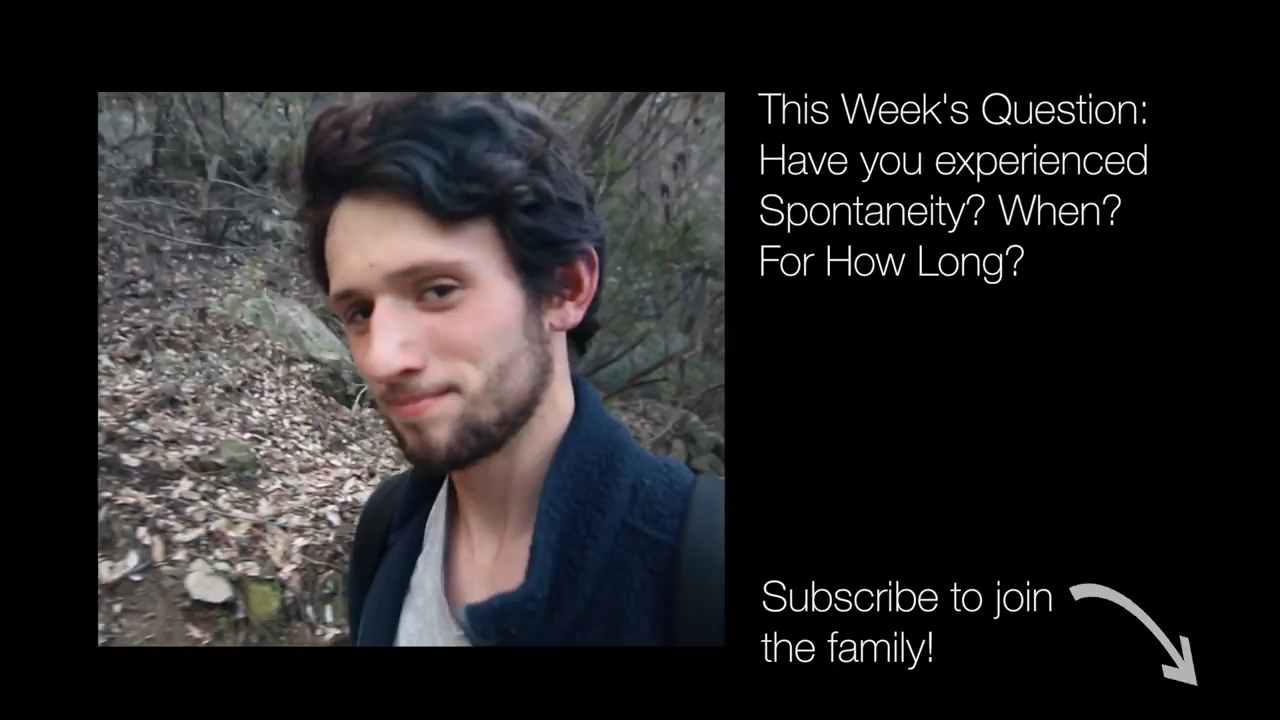 This Week's Question:
Have you experienced
Spontaneity? When?
For How Long?
Subscribe to join
the family!